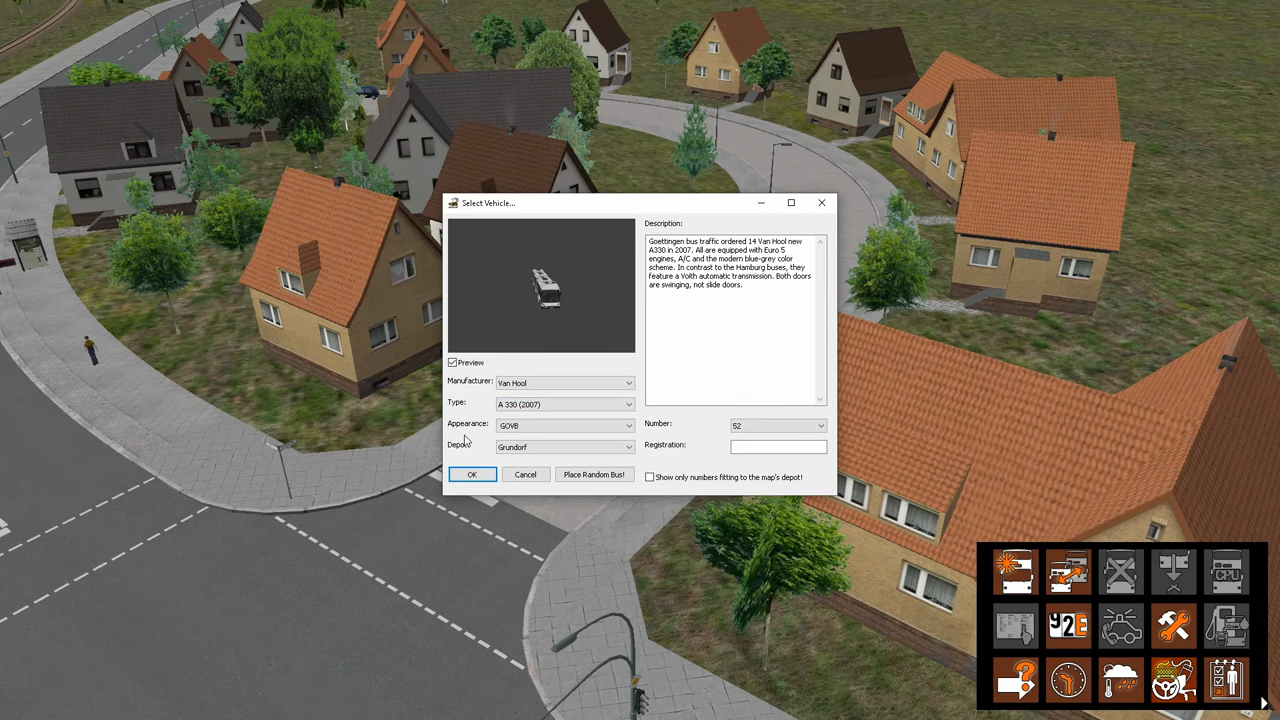 Select Vehicle...
Description:
Goettingen bus traffic ordered 14 Van Hool new
A330 in 2007. All are equipped with Euro 5
engines, A/C and the modern blue-grey color
scheme. In contrast to the Hamburg buses, they
feature a Voith automatic transmission. Both doors
are swinging, not slide doors.
Preview
Manufacturer: Van Hool
Type: A 330 (2007)
Appearance: GOVB
Number: 52
Depot: Grundorf
Registration:
OK
Cancel
Place Random Bus!
Show only numbers fitting to the map's depot!
CPU
92E
?